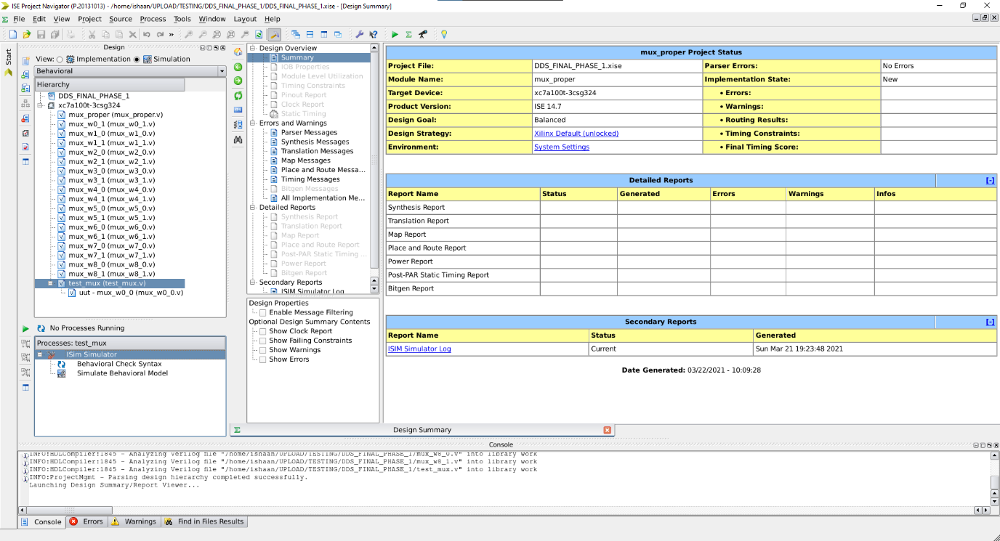 ISE Project Navigator (P.20131013) - /home/ishaan/UPLOAD/TESTING/DDS_FINAL_PHASE_1/DDS_FINAL_PHASE_1.xise - [Design Summary]
File Edit View Project Source Process Tools Window Layout Help
Start
Design
View: Implementation Simulation
Behavioral
Hierarchy
DDS_FINAL_PHASE_1
xc7a100t-3csg324
mux_proper (mux_proper.v)
mux_w0_1 (mux_w0_1.v)
mux_w1_0 (mux_w1_0.v)
mux_w1_1 (mux_w1_1.v)
mux_w2_0 (mux_w2_0.v)
mux_w2_1 (mux_w2_1.v)
mux_w3_0 (mux_w3_0.v)
mux_w3_1 (mux_w3_1.v)
mux_w4_0 (mux_w4_0.v)
mux_w4_1 (mux_w4_1.v)
mux_w5_0 (mux_w5_0.v)
mux_w5_1 (mux_w5_1.v)
mux_w6_0 (mux_w6_0.v)
mux_w6_1 (mux_w6_1.v)
mux_w7_0 (mux_w7_0.v)
mux_w7_1 (mux_w7_1.v)
mux_w8_0 (mux_w8_0.v)
mux_w8_1 (mux_w8_1.v)
test_mux (test_mux.v)
uut - mux_w0_0 (mux_w0_0.v)
No Processes Running
Processes: test_mux
ISim Simulator
Behavioral Check Syntax
Simulate Behavioral Model
Design Overview
Summary
IOB Properties
Module Level Utilization
Timing Constraints
Pinout Report
Clock Report
Static Timing
Errors and Warnings
Parser Messages
Synthesis Messages
Translation Messages
Map Messages
Place and Route Messa...
Timing Messages
Bitgen Messages
All Implementation Me...
Detailed Reports
Synthesis Report
Translation Report
Map Report
Place and Route Report
Post-PAR Static Timing ...
Power Report
Bitgen Report
Secondary Reports
ISIM Simulator Log
Design Properties
Enable Message Filtering
Optional Design Summary Contents
Show Clock Report
Show Failing Constraints
Show Warnings
Show Errors
mux_proper Project Status
Project File: DDS_FINAL_PHASE_1.xise Parser Errors: No Errors
Module Name: mux_proper Implementation State: New
Target Device: xc7a100t-3csg324 • Errors:
Product Version: ISE 14.7 • Warnings:
Design Goal: Balanced • Routing Results:
Design Strategy: Xilinx Default (unlocked) • Timing Constraints:
Environment: System Settings • Final Timing Score:
Detailed Reports [-]
Report Name Status Generated Errors Warnings Infos
Synthesis Report
Translation Report
Map Report
Place and Route Report
Power Report
Post-PAR Static Timing Report
Bitgen Report
Secondary Reports [-]
Report Name Status Generated
ISIM Simulator Log Current Sun Mar 21 19:23:48 2021
Date Generated: 03/22/2021 - 10:09:28
Design Summary
Console
INFO:HDLCompiler:1845 - Analyzing Verilog file "/home/ishaan/UPLOAD/TESTING/DDS_FINAL_PHASE_1/mux_w8_0.v" into library work
INFO:HDLCompiler:1845 - Analyzing Verilog file "/home/ishaan/UPLOAD/TESTING/DDS_FINAL_PHASE_1/mux_w8_1.v" into library work
INFO:HDLCompiler:1845 - Analyzing Verilog file "/home/ishaan/UPLOAD/TESTING/DDS_FINAL_PHASE_1/test_mux.v" into library work
INFO:ProjectMgmt - Parsing design hierarchy completed successfully.
Launching Design Summary/Report Viewer...
Console Errors Warnings Find in Files Results